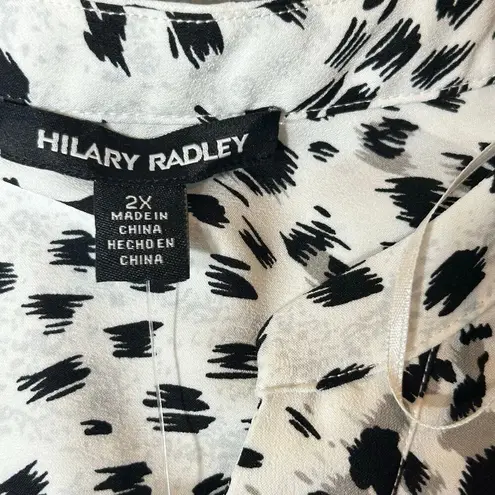 HILARY RADLEY
2X
MADE IN
CHINA
HECHO EN
CHINA